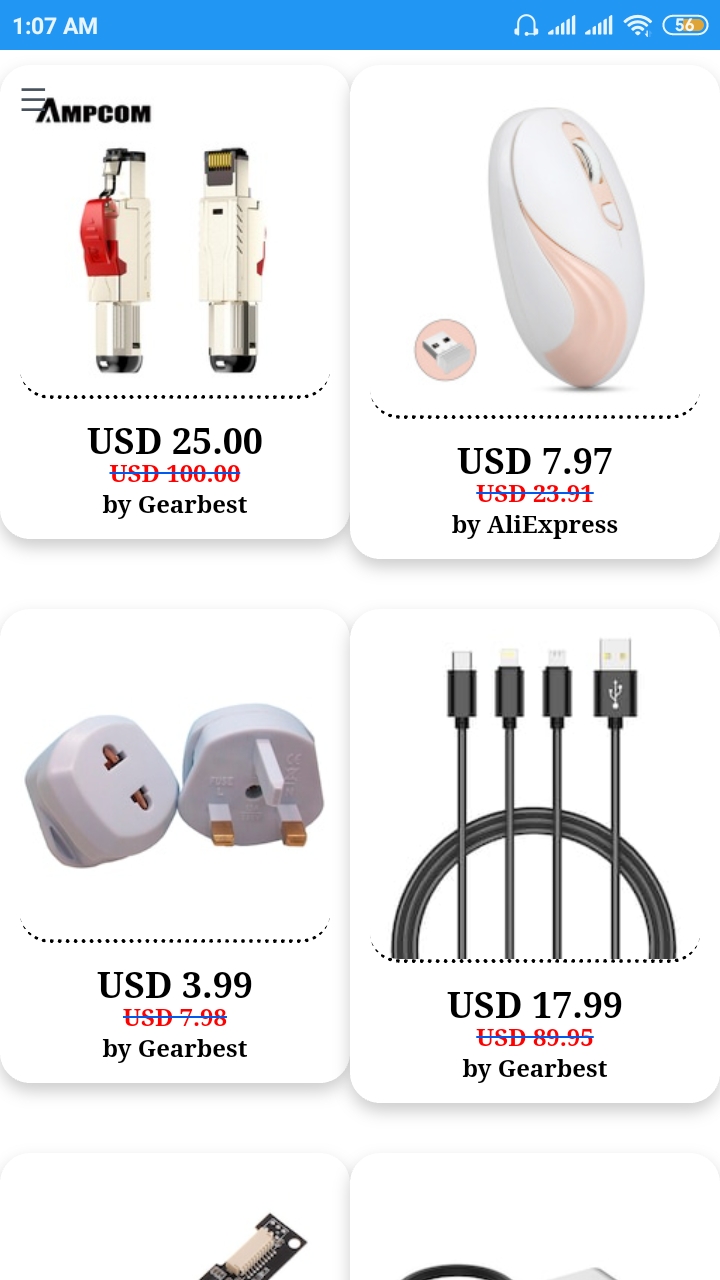 1:07 AM
56
AMPCOM
USD 25.00
USD 100.00
by Gearbest
USD 7.97
USD 23.91
by AliExpress
FUSE
USD 3.99
USD 7.98
by Gearbest
USD 17.99
USD 89.95
by Gearbest